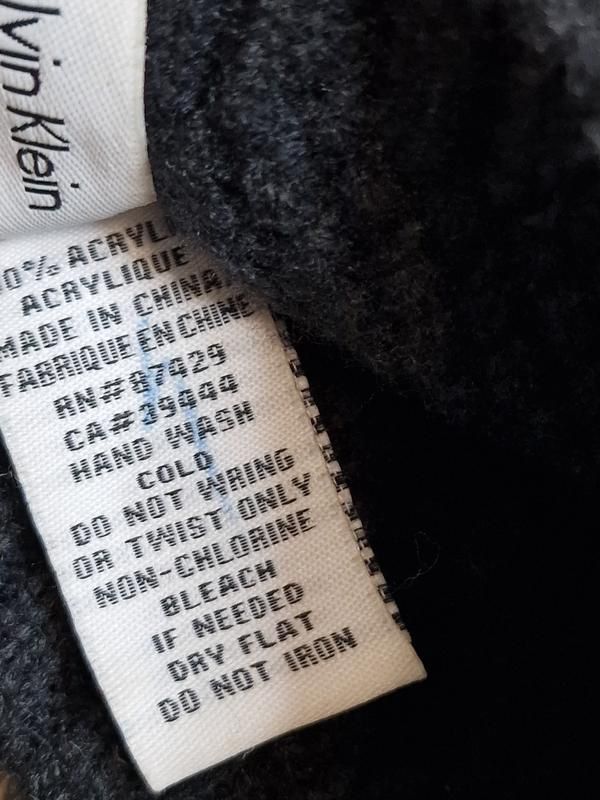 lvin Klein
0% ACRYL
ACRYLIQUE
MADE IN CHINA
FABRIQUE EN CHINE
RN#87429
CA#39444
HAND WASH
COLD
DO NOT WRING
OR TWIST ONLY
NON-CHLORINE
BLEACH
IF NEEDED
DRY FLAT
DO NOT IRON